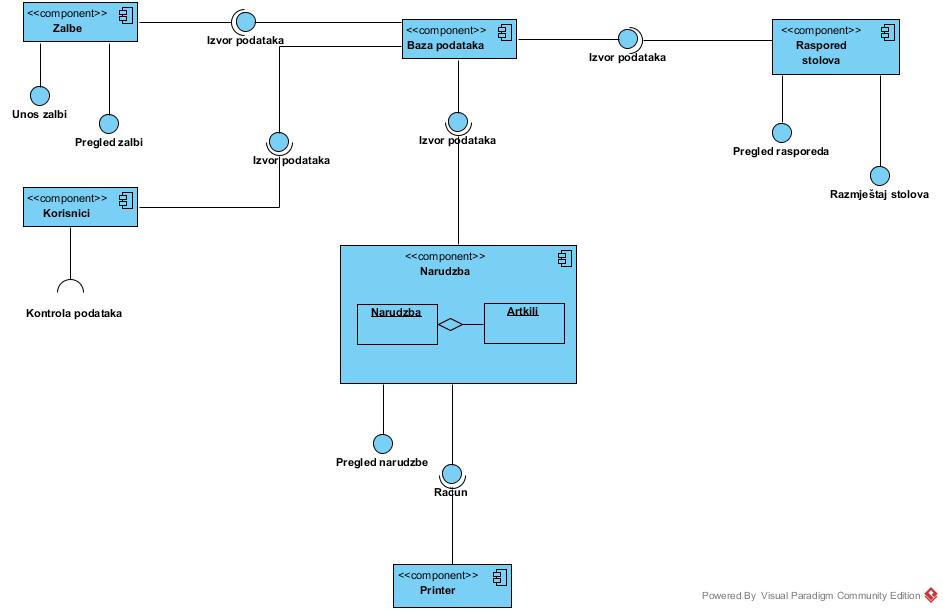 <<component>>
Zalbe
Izvor podataka
<<component>>
Baza podataka
<<component>>
Raspored
stolova
Izvor podataka
Unos zalbi
Pregled zalbi
Izvor podataka
Izvor podataka
Pregled rasporeda
Razmještaj stolova
<<component>>
Korisnici
Kontrola podataka
<<component>>
Narudzba
Narudzba
Artkili
Pregled narudzbe
Račun
<<component>>
Printer
Powered By Visual Paradigm Community Edition